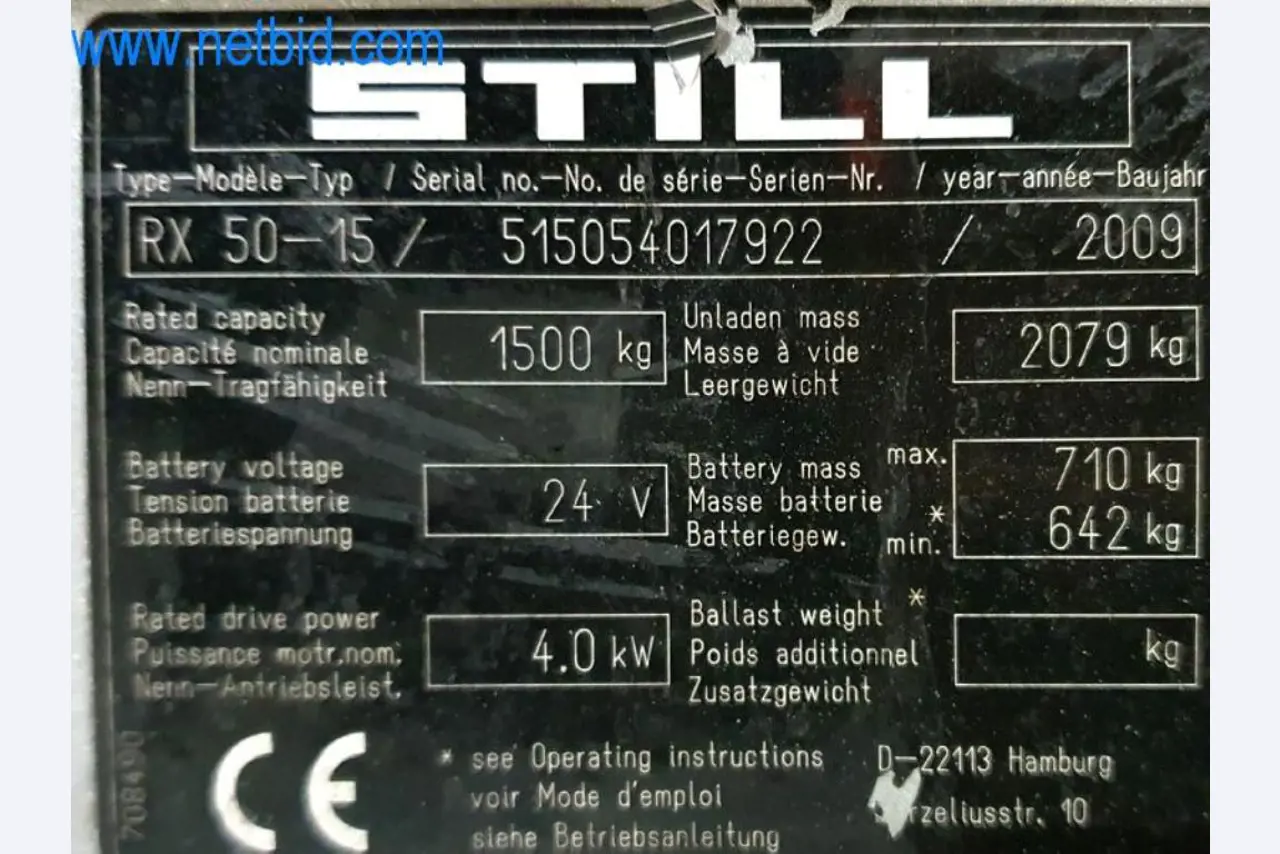 www.netbid.com
STILL
Type-Modèle-Typ / Serial no.-No. de série-Serien-Nr. / year-année-Baujahr
RX 50-15 / 515054017922 / 2009
Rated capacity
Capacité nominale
Nenn-Tragfähigkeit
1500 kg
Unladen mass
Masse à vide
Leergewicht
2079 kg
Battery voltage
Tension batterie
Batteriespannung
24 V
Battery mass max.
Masse batterie *
Batteriegew. min.
710 kg
642 kg
Rated drive power
Puissance motr.nom.
Nenn-Antriebsleist.
4.0 kW
Ballast weight *
Poids additionnel
Zusatzgewicht
kg
708490
CE
* see Operating instructions
voir Mode d'emploi
siehe Betriebsanleitung
D-22113 Hamburg
10